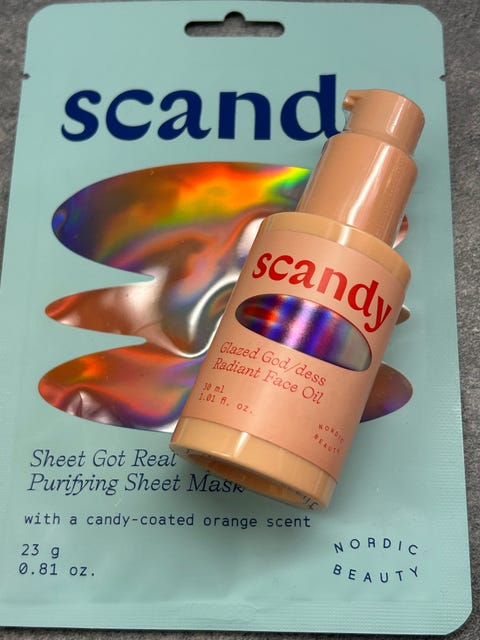 scand
Sheet Got Real
Purifying Sheet Mask
with a candy-coated orange scent
23 g
0.81 oz.
NORDIC
BEAUTY
scandy
Glazed God/dess
Radiant Face Oil
30 ml
1.01 fl. oz.
NORDIC
BEAUTY